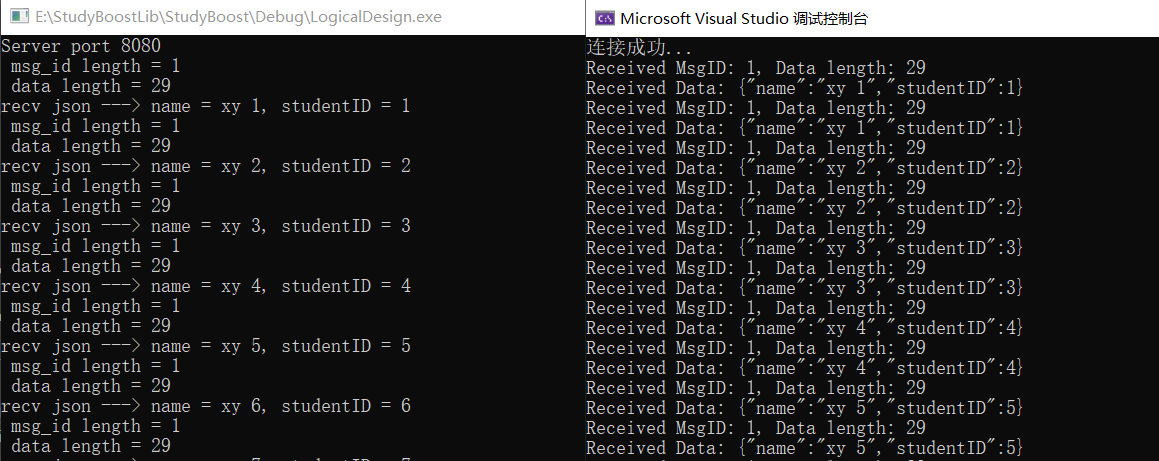 E:\StudyBoostLib\StudyBoost\Debug\LogicalDesign.exe
Server port 8080
msg_id length = 1
data length = 29
recv json ---> name = xy 1, studentID = 1
msg_id length = 1
data length = 29
recv json ---> name = xy 2, studentID = 2
msg_id length = 1
data length = 29
recv json ---> name = xy 3, studentID = 3
msg_id length = 1
data length = 29
recv json ---> name = xy 4, studentID = 4
msg_id length = 1
data length = 29
recv json ---> name = xy 5, studentID = 5
msg_id length = 1
data length = 29
recv json ---> name = xy 6, studentID = 6
msg_id length = 1
data length = 29
Microsoft Visual Studio 调试控制台
连接成功...
Received MsgID: 1, Data length: 29
Received Data: {"name":"xy 1","studentID":1}
Received MsgID: 1, Data length: 29
Received Data: {"name":"xy 1","studentID":1}
Received MsgID: 1, Data length: 29
Received Data: {"name":"xy 2","studentID":2}
Received MsgID: 1, Data length: 29
Received Data: {"name":"xy 2","studentID":2}
Received MsgID: 1, Data length: 29
Received Data: {"name":"xy 3","studentID":3}
Received MsgID: 1, Data length: 29
Received Data: {"name":"xy 3","studentID":3}
Received MsgID: 1, Data length: 29
Received Data: {"name":"xy 4","studentID":4}
Received MsgID: 1, Data length: 29
Received Data: {"name":"xy 4","studentID":4}
Received MsgID: 1, Data length: 29
Received Data: {"name":"xy 5","studentID":5}
Received MsgID: 1, Data length: 29
Received Data: {"name":"xy 5","studentID":5}